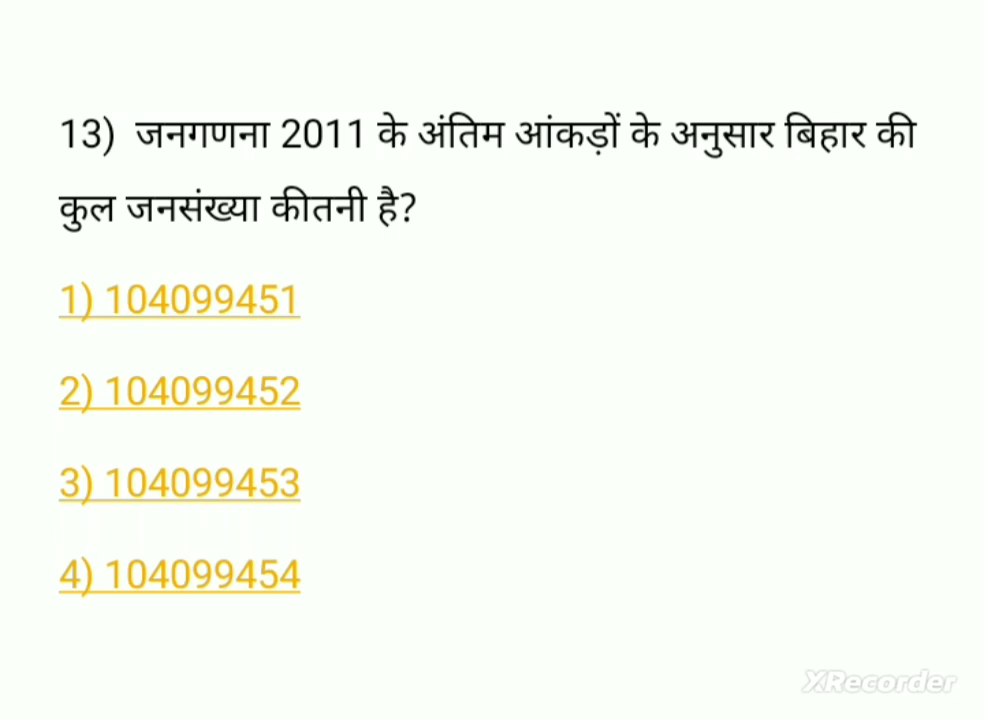 13) जनगणना 2011 के अंतिम आंकड़ों के अनुसार बिहार की
कुल जनसंख्या कीतनी है?
1) 104099451
2) 104099452
3) 104099453
4) 104099454
XRecorder